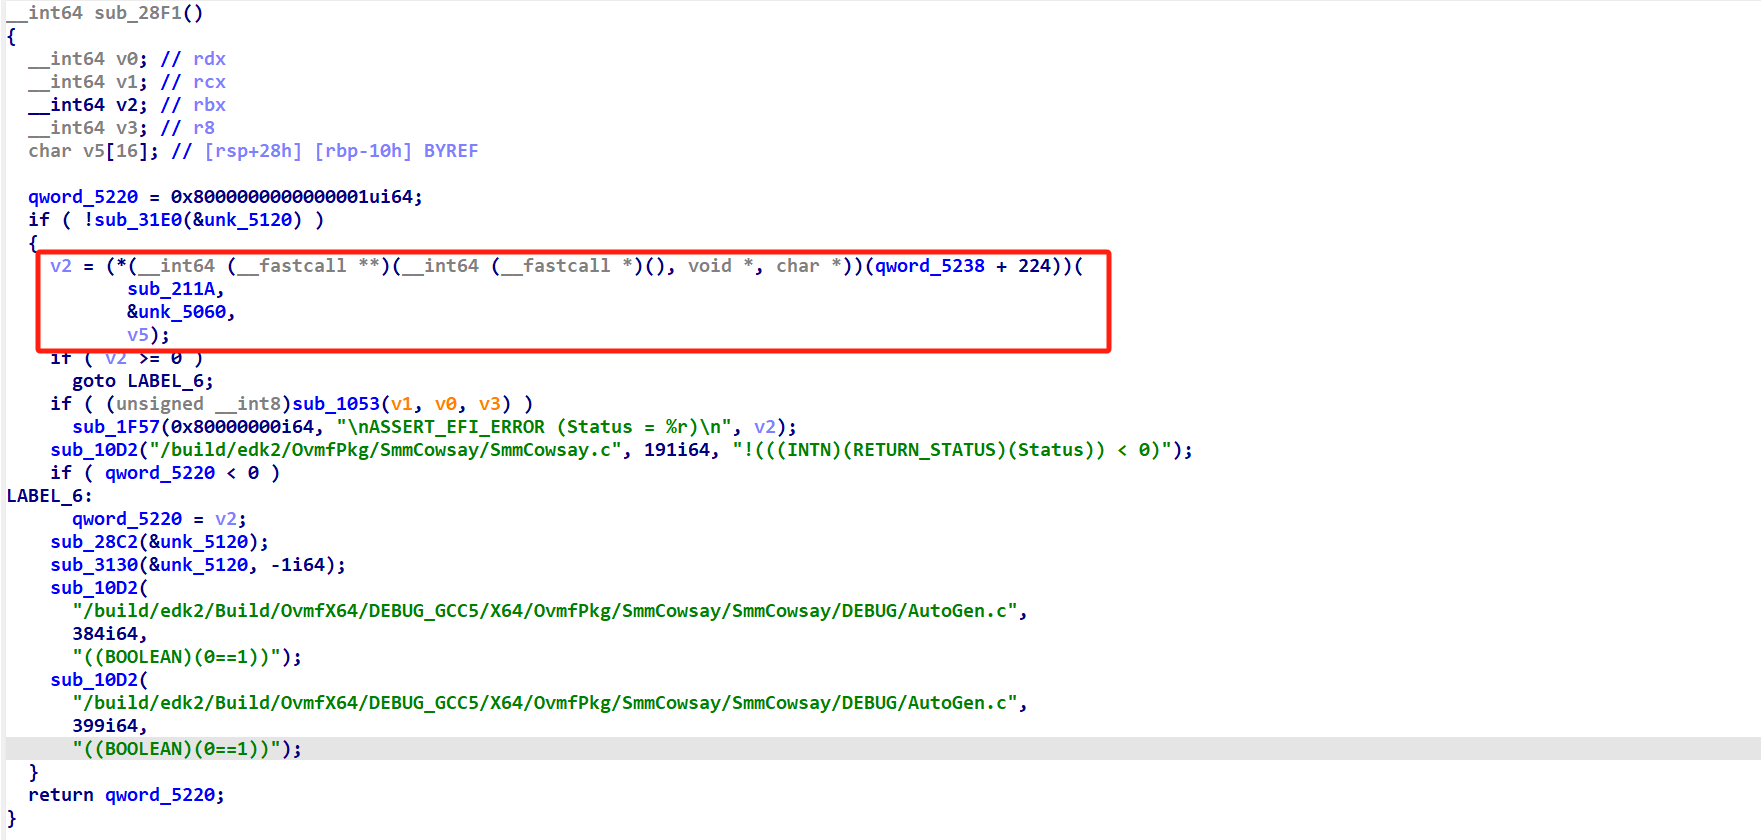 __int64 sub_28F1()
{
  __int64 v0; // rdx
  __int64 v1; // rcx
  __int64 v2; // rbx
  __int64 v3; // r8
  char v5[16]; // [rsp+28h] [rbp-10h] BYREF

  qword_5220 = 0x8000000000000001ui64;
  if ( !sub_31E0(&unk_5120) )
  {
    v2 = (*(__int64 (__fastcall **)(__int64 (__fastcall *)(), void *, char *))(qword_5238 + 224))(
           sub_211A,
           &unk_5060,
           v5);
    if ( v2 >= 0 )
      goto LABEL_6;
    if ( (unsigned __int8)sub_1053(v1, v0, v3) )
      sub_1F57(0x80000000i64, "\nASSERT_EFI_ERROR (Status = %r)\n", v2);
    sub_10D2("/build/edk2/OvmfPkg/SmmCowsay/SmmCowsay.c", 191i64, "!(((INTN)(RETURN_STATUS)(Status)) < 0)");
    if ( qword_5220 < 0 )
LABEL_6:
      qword_5220 = v2;
    sub_28C2(&unk_5120);
    sub_3130(&unk_5120, -1i64);
    sub_10D2(
      "/build/edk2/Build/OvmfX64/DEBUG_GCC5/X64/OvmfPkg/SmmCowsay/SmmCowsay/DEBUG/AutoGen.c",
      384i64,
      "((BOOLEAN)(0==1))");
    sub_10D2(
      "/build/edk2/Build/OvmfX64/DEBUG_GCC5/X64/OvmfPkg/SmmCowsay/SmmCowsay/DEBUG/AutoGen.c",
      399i64,
      "((BOOLEAN)(0==1))");
  }
  return qword_5220;
}